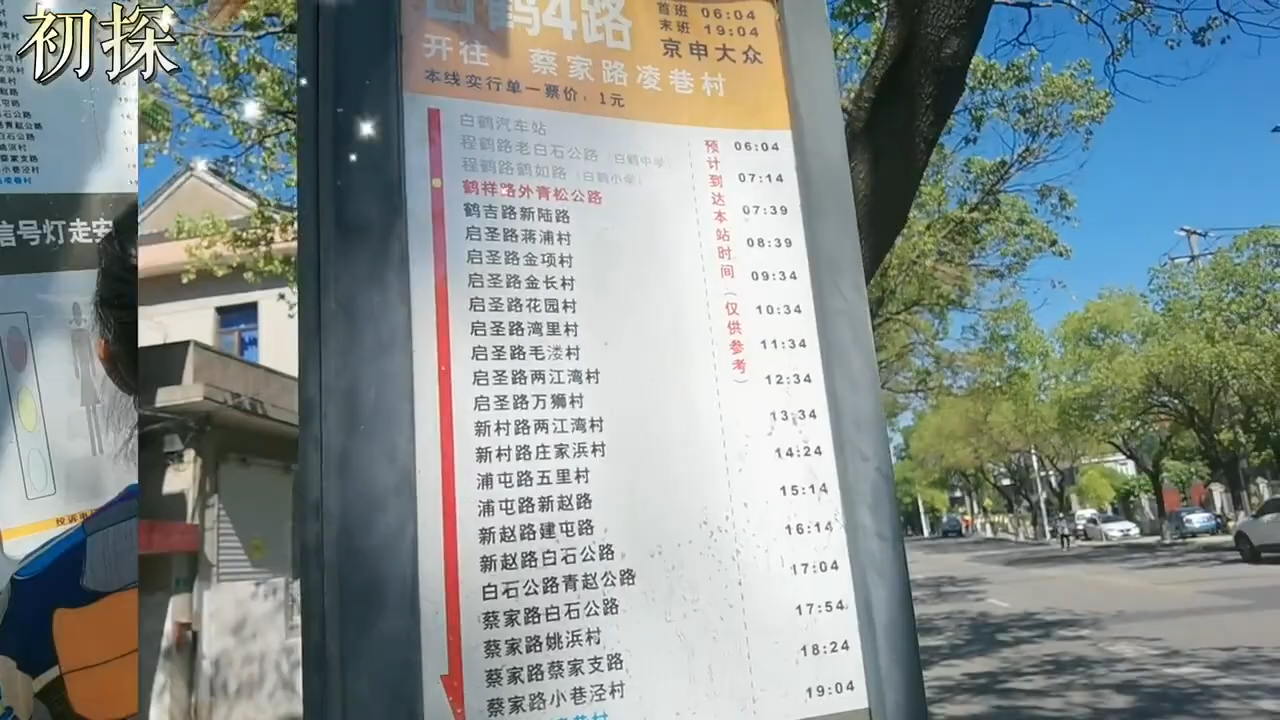 初探
白鹤4路
首班 06:04
末班 19:04
京申大众
开往 蔡家路凌巷村
本线实行单一票价：1元
白鹤汽车站
程鹤路老白石公路（白鹤中学）
程鹤路鹤如路（白鹤小学）
鹤祥路外青松公路
鹤吉路新陆路
启圣路蒋浦村
启圣路金项村
启圣路金长村
启圣路花园村
启圣路湾里村
启圣路毛溇村
启圣路两江湾村
启圣路万狮村
新村路两江湾村
新村路庄家浜村
浦屯路五里村
浦屯路新赵路
新赵路建屯路
新赵路白石公路
白石公路青赵公路
蔡家路白石公路
蔡家路姚浜村
蔡家路蔡家支路
蔡家路小巷泾村
预计到达本站时间（仅供参考）
06:04
07:14
07:39
08:39
09:34
10:34
11:34
12:34
13:34
14:24
15:14
16:14
17:04
17:54
18:24
19:04
信号灯走